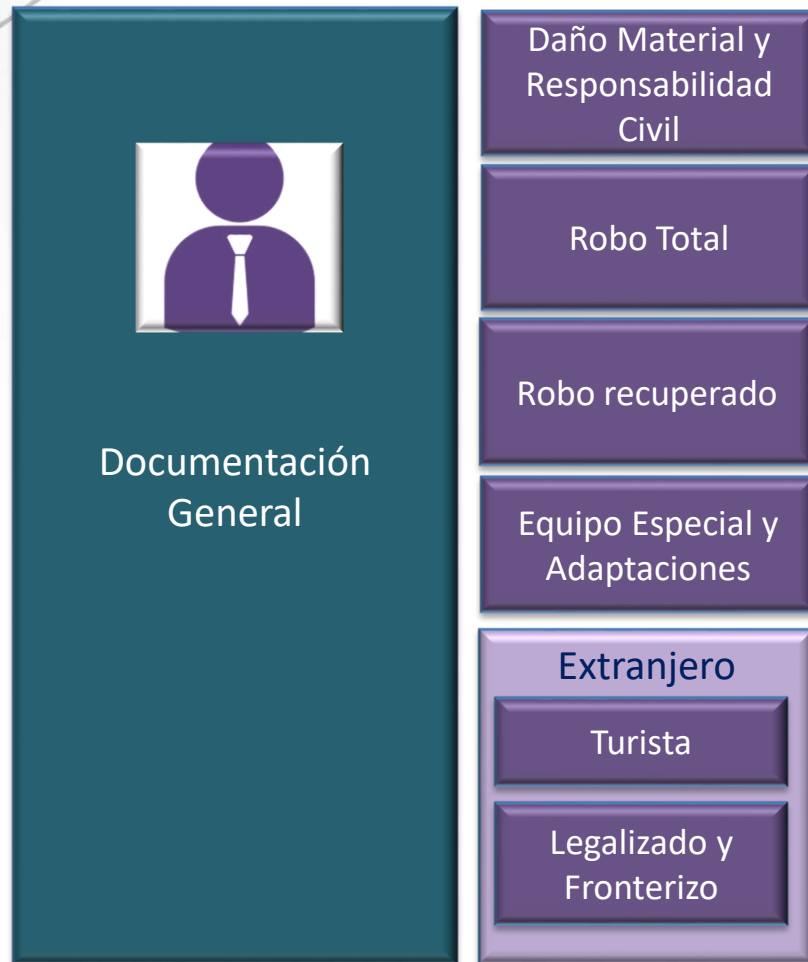 Documentación
General
Daño Material y
Responsabilidad
Civil
Robo Total
Robo recuperado
Equipo Especial y
Adaptaciones
Extranjero
Turista
Legalizado y
Fronterizo